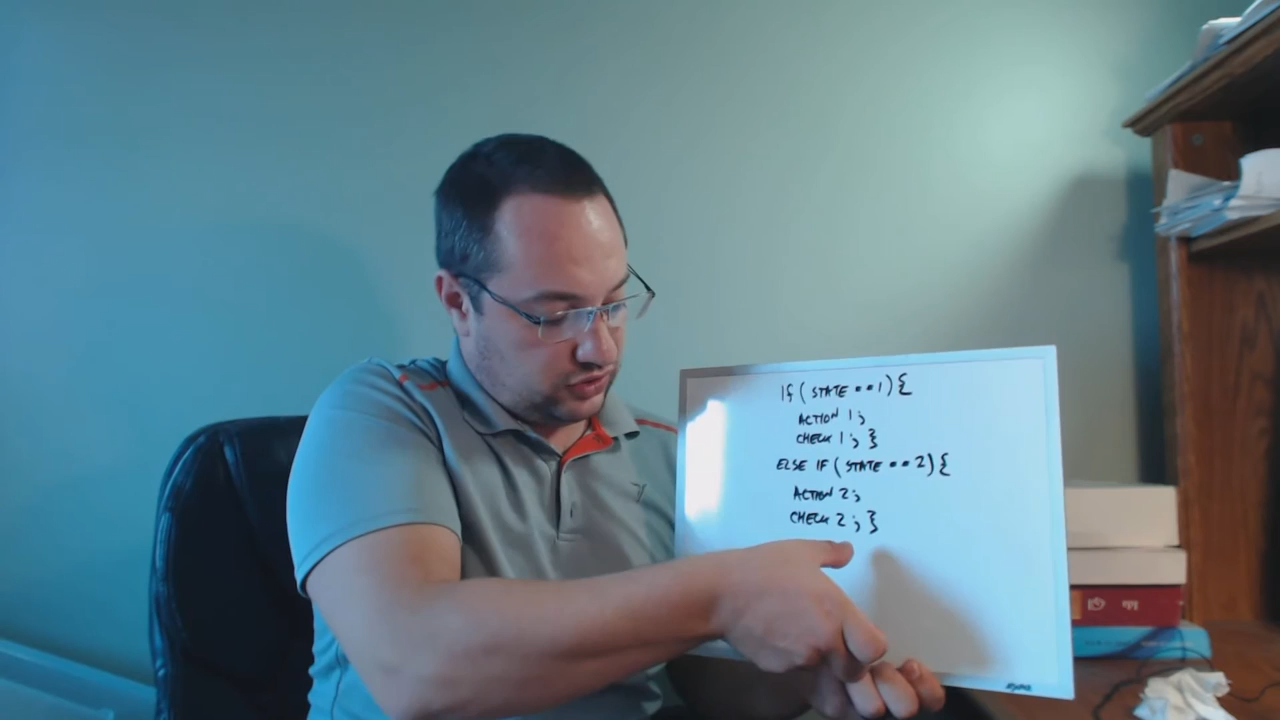 If (STATE == 1) {
ACTION 1;
CHECK 1; }
ELSE IF (STATE == 2) {
ACTION 2;
CHECK 2; }